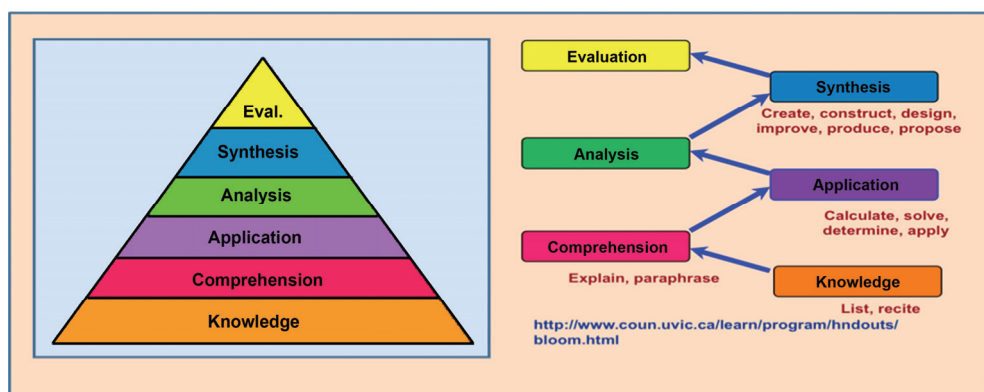 Eval.
Synthesis
Analysis
Application
Comprehension
Knowledge
Evaluation
Synthesis
Create, construct, design,
improve, produce, propose
Analysis
Application
Calculate, solve,
determine, apply
Comprehension
Explain, paraphrase
Knowledge
List, recite
http://www.coun.uvic.ca/learn/program/hndouts/
bloom.html